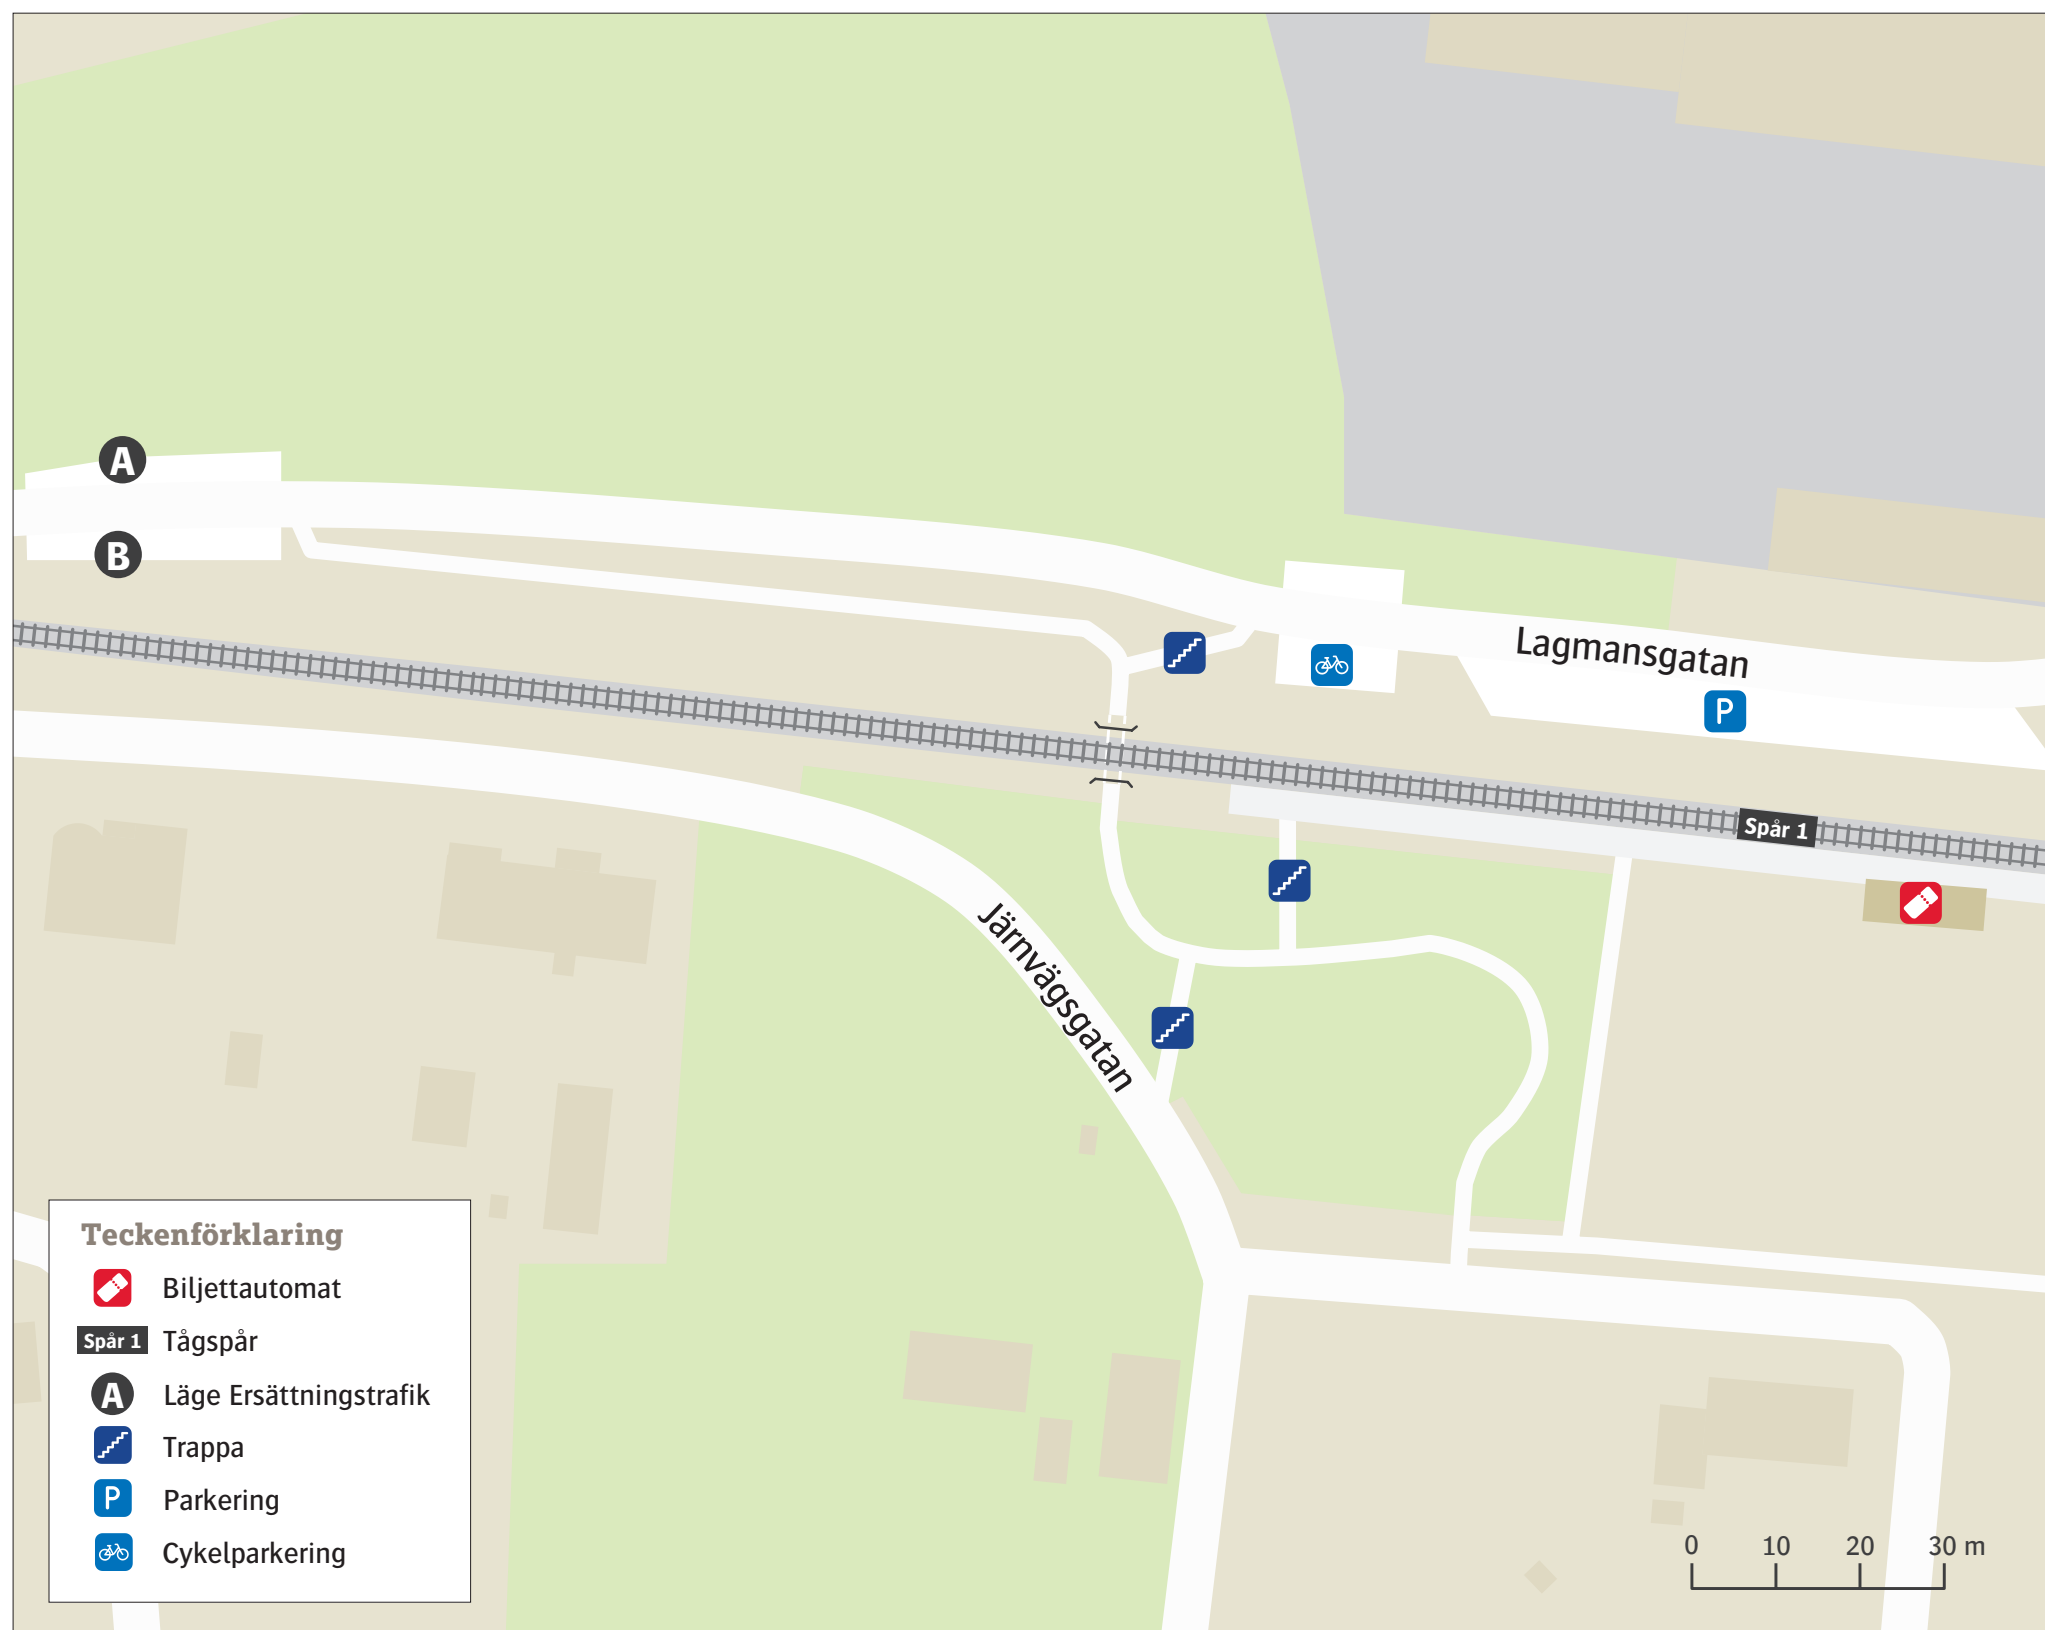 A
B
Lagmansgatan
P
Spår 1
Järnvägsgatan
Teckenförklaring
Biljettautomat
Spår 1 Tågspår
A Läge Ersättningstrafik
Trappa
P Parkering
Cykelparkering
0 10 20 30 m